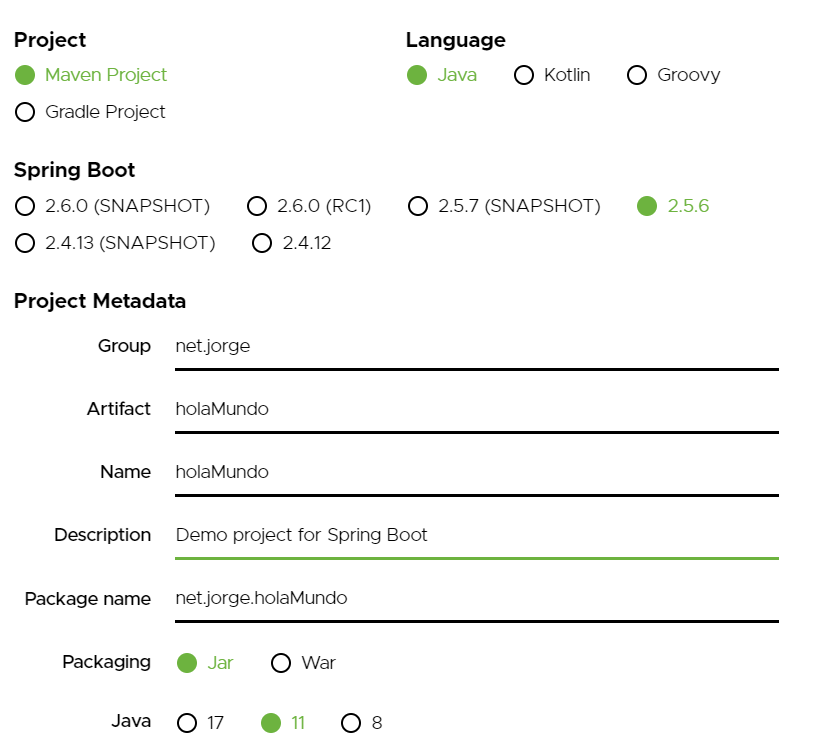 Project
Language
Maven Project
Java Kotlin Groovy
Gradle Project
Spring Boot
2.6.0 (SNAPSHOT) 2.6.0 (RC1) 2.5.7 (SNAPSHOT) 2.5.6
2.4.13 (SNAPSHOT) 2.4.12
Project Metadata
Group net.jorge
Artifact holaMundo
Name holaMundo
Description Demo project for Spring Boot
Package name net.jorge.holaMundo
Packaging Jar War
Java 17 11 8